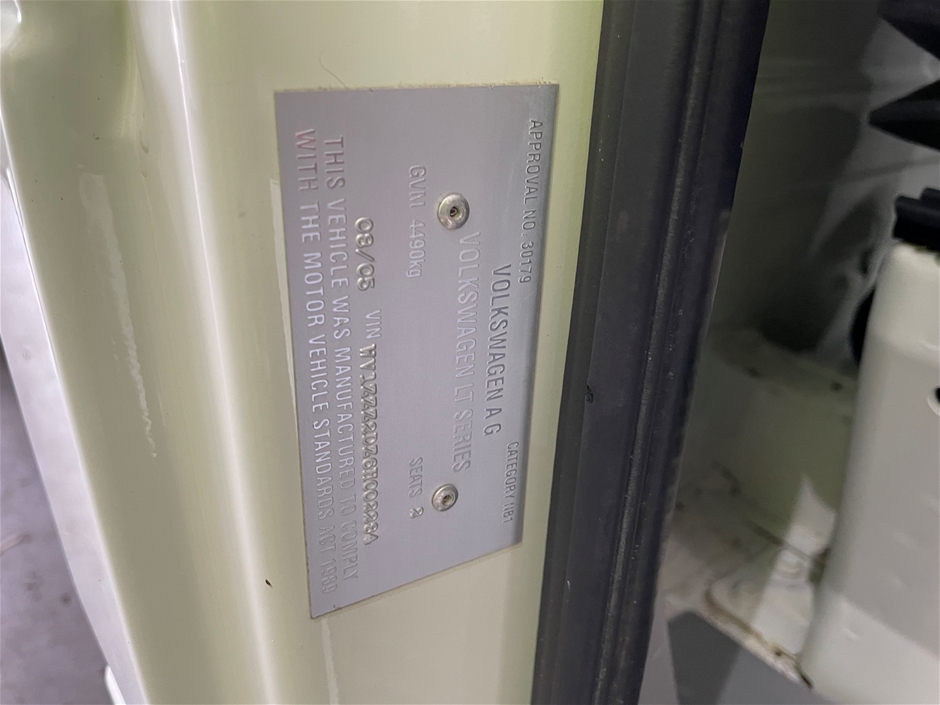 APPROVAL NO. 30179 CATEGORY NB1
VOLKSWAGEN AG
VOLKSWAGEN LT SERIES
GVM 4490kg SEATS 2
08/05 VIN
THIS VEHICLE WAS MANUFACTURED TO COMPLY
WITH THE MOTOR VEHICLE STANDARDS ACT 1989